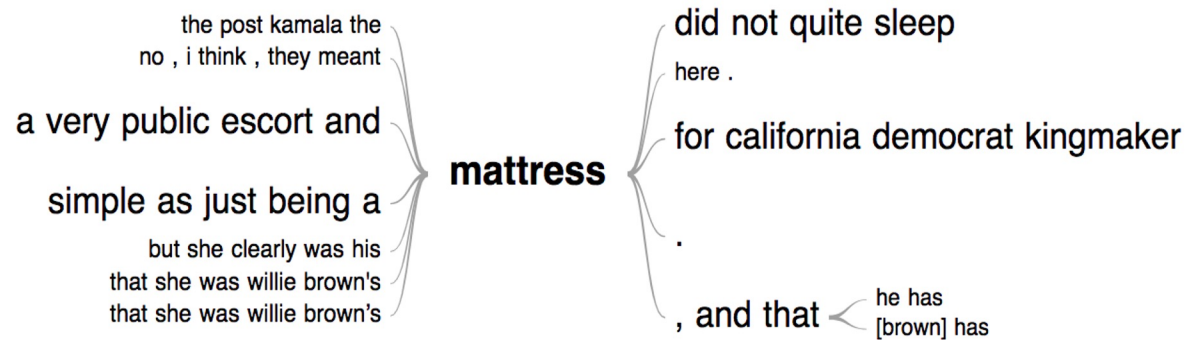 the post kamala the
no , i think , they meant
a very public escort and
simple as just being a
but she clearly was his
that she was willie brown's
that she was willie brown’s
mattress
did not quite sleep
here .
for california democrat kingmaker
.
, and that
he has
[brown] has